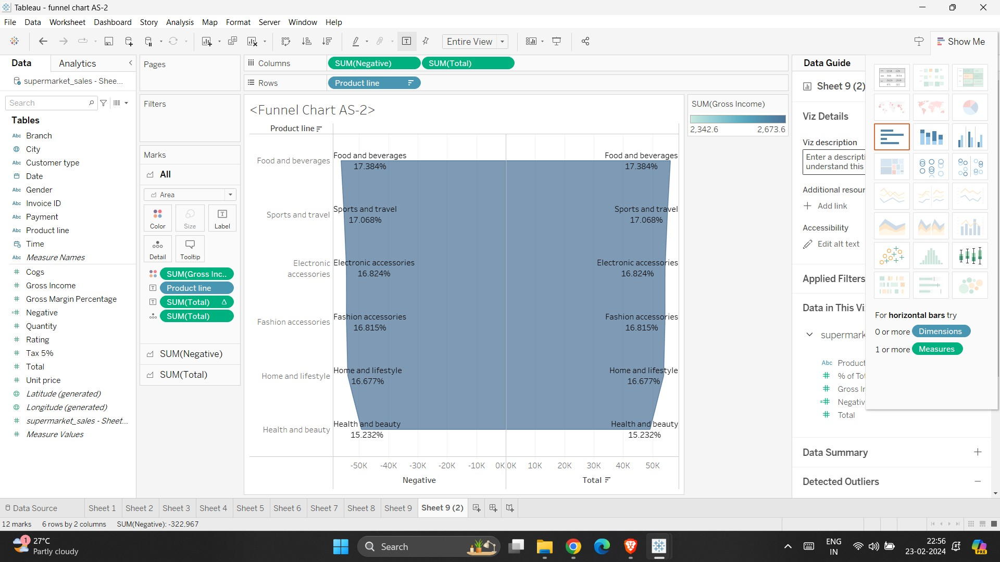 Tableau - funnel chart AS-2
File Data Worksheet Dashboard Story Analysis Map Format Server Window Help
Entire View
Show Me
Data Analytics
supermarket_sales - Shee...
Search
Tables
Abc Branch
City
Abc Customer type
Date
Abc Gender
Abc Invoice ID
Abc Payment
Abc Product line
Time
Abc Measure Names
# Cogs
# Gross Income
# Gross Margin Percentage
=# Negative
# Quantity
# Rating
# Tax 5%
# Total
# Unit price
Latitude (generated)
Longitude (generated)
# supermarket_sales - Sheet...
# Measure Values
Pages
Filters
Marks
All
Area
Color Size Label
Detail Tooltip
SUM(Gross Inc..
Product line
SUM(Total) Δ
SUM(Total)
SUM(Negative)
SUM(Total)
Columns SUM(Negative) SUM(Total)
Rows Product line
<Funnel Chart AS-2>
Product line
Food and beverages
Sports and travel
Electronic
accessories
Fashion accessories
Home and lifestyle
Health and beauty
Food and beverages
17.384%
Sports and travel
17.068%
Electronic accessories
16.824%
Fashion accessories
16.815%
Home and lifestyle
16.677%
Health and beauty
15.232%
Food and beverages
17.384%
Sports and travel
17.068%
Electronic accessories
16.824%
Fashion accessories
16.815%
Home and lifestyle
16.677%
Health and beauty
15.232%
-50K -40K -30K -20K -10K 0K 0K 10K 20K 30K 40K 50K
Negative Total
SUM(Gross Income)
2,342.6 2,673.6
Data Guide
Sheet 9 (2)
Viz Details
Viz description
Enter a descripti
understand this
Additional resour
Add link
Accessibility
Edit alt text
Applied Filters
Data in This Vi
supermark
Abc Product
# % of Tot
# Gross Ir
=# Negativ
# Total
Data Summary
Detected Outliers
For horizontal bars try
0 or more Dimensions
1 or more Measures
Data Source Sheet 1 Sheet 2 Sheet 3 Sheet 4 Sheet 5 Sheet 6 Sheet 7 Sheet 8 Sheet 9 Sheet 9 (2)
12 marks 6 rows by 2 columns SUM(Negative): -322,967
1
27°C
Partly cloudy
Search
ENG
IN
22:56
23-02-2024
PRE